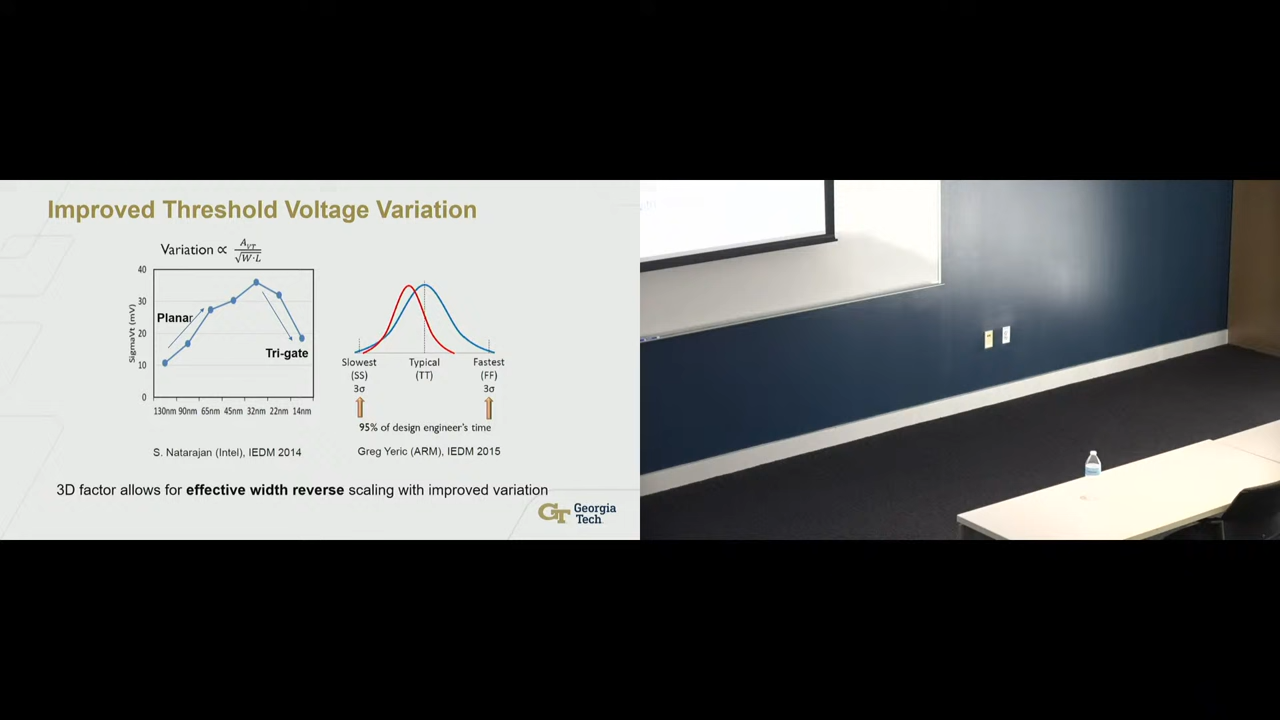 Improved Threshold Voltage Variation
Variation ∝ A_VT / √W·L
40
30
20
10
0
SigmaVt (mV)
Planar
Tri-gate
130nm 90nm 65nm 45nm 32nm 22nm 14nm
S. Natarajan (Intel), IEDM 2014
Slowest Typical Fastest
(SS) (TT) (FF)
3σ 3σ
95% of design engineer's time
Greg Yeric (ARM), IEDM 2015
3D factor allows for effective width reverse scaling with improved variation
GT Georgia
Tech